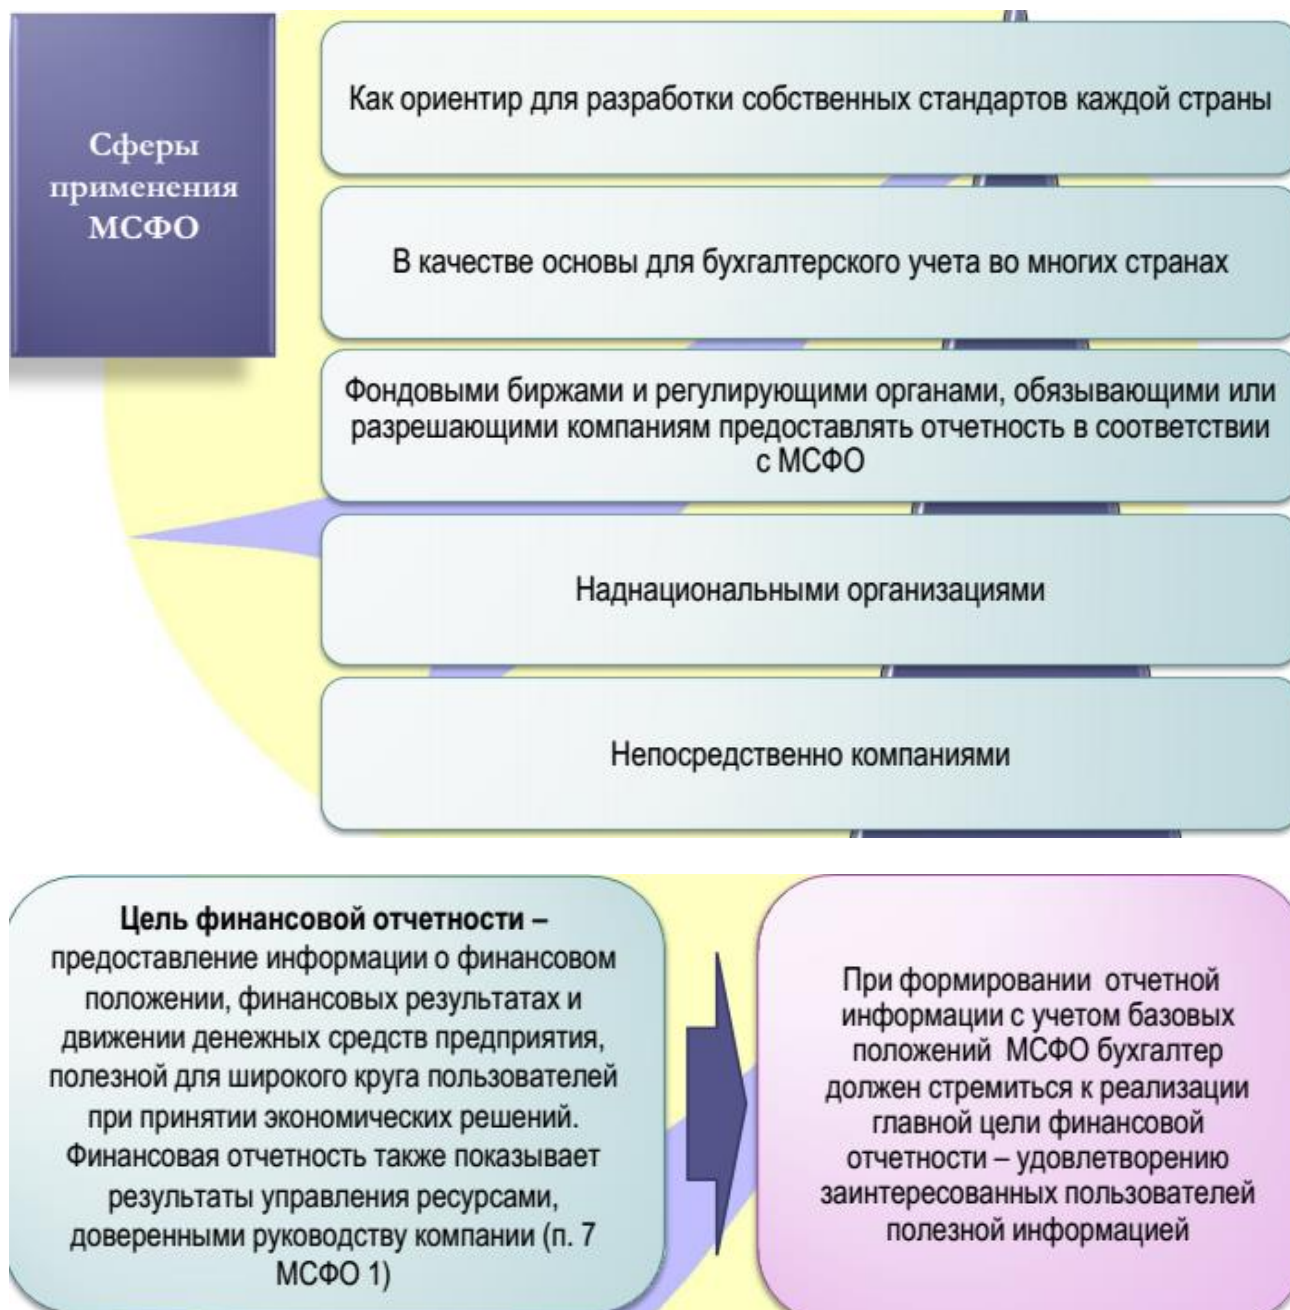 Сферы
применения
МСФО
Как ориентир для разработки собственных стандартов каждой страны
В качестве основы для бухгалтерского учета во многих странах
Фондовыми биржами и регулирующими органами, обязывающими или
разрешающими компаниям предоставлять отчетность в соответствии
с МСФО
Наднациональными организациями
Непосредственно компаниями
Цель финансовой отчетности –
предоставление информации о финансовом
положении, финансовых результатах и
движении денежных средств предприятия,
полезной для широкого круга пользователей
при принятии экономических решений.
Финансовая отчетность также показывает
результаты управления ресурсами,
доверенными руководству компании (п. 7
МСФО 1)
При формировании отчетной
информации с учетом базовых
положений МСФО бухгалтер
должен стремиться к реализации
главной цели финансовой
отчетности – удовлетворению
заинтересованных пользователей
полезной информацией